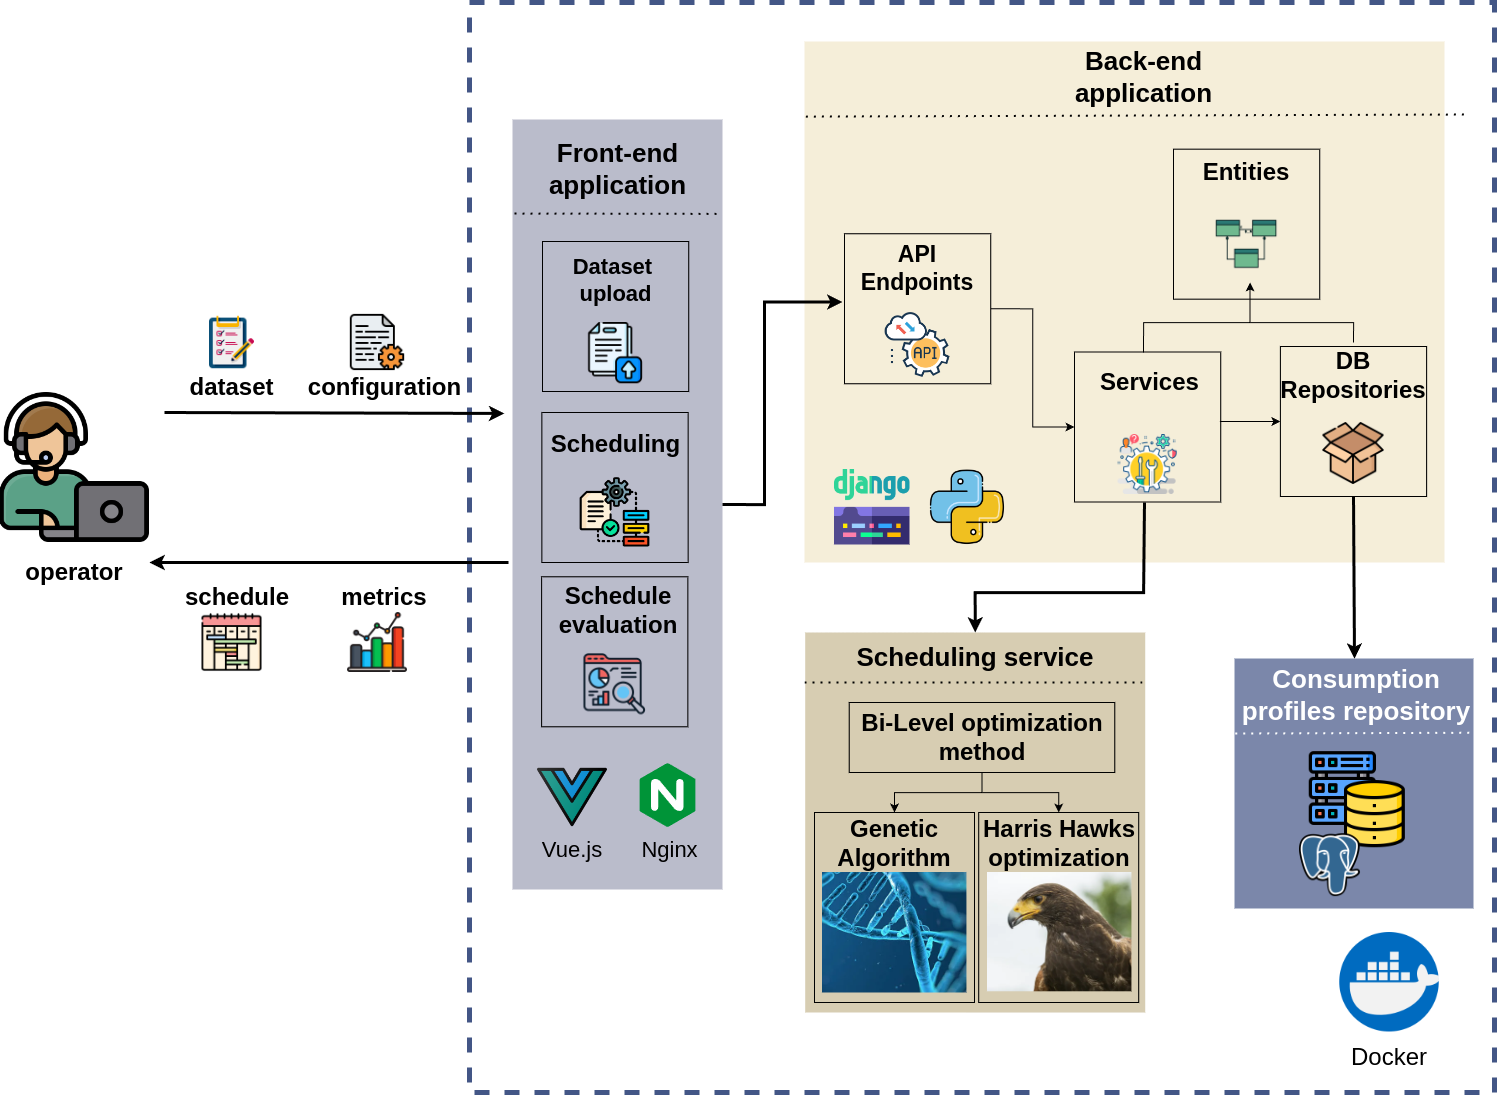 Back-end
application
Front-end
application
Entities
API
Endpoints
Dataset
upload
DB
Repositories
Services
dataset
configuration
Scheduling
django
API
operator
schedule
metrics
Schedule
evaluation
Scheduling service
Consumption
profiles repository
Bi-Level optimization
method
Genetic
Algorithm
Harris Hawks
optimization
Vue.js
Nginx
Docker